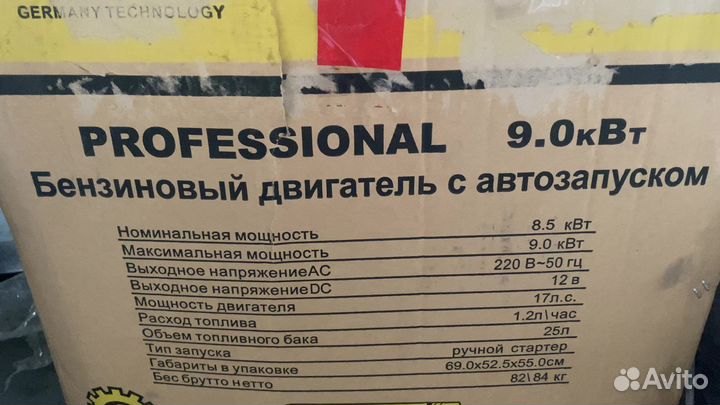 GERMANY TECHNOLOGY
PROFESSIONAL 9.0кВт
Бензиновый двигатель с автозапуском
Номинальная мощность 8.5 кВт
Максимальная мощность 9.0 кВт
Выходное напряжениеAC 220 В~50 гц
Выходное напряжениеDC 12 в
Мощность двигателя 17л.с.
Расход топлива 1.2л\час
Объем топливного бака 25л
Тип запуска ручной стартер
Габариты в упаковке 69.0x52.5x55.0см
Бес брутто нетто 82\84 кг
Avito